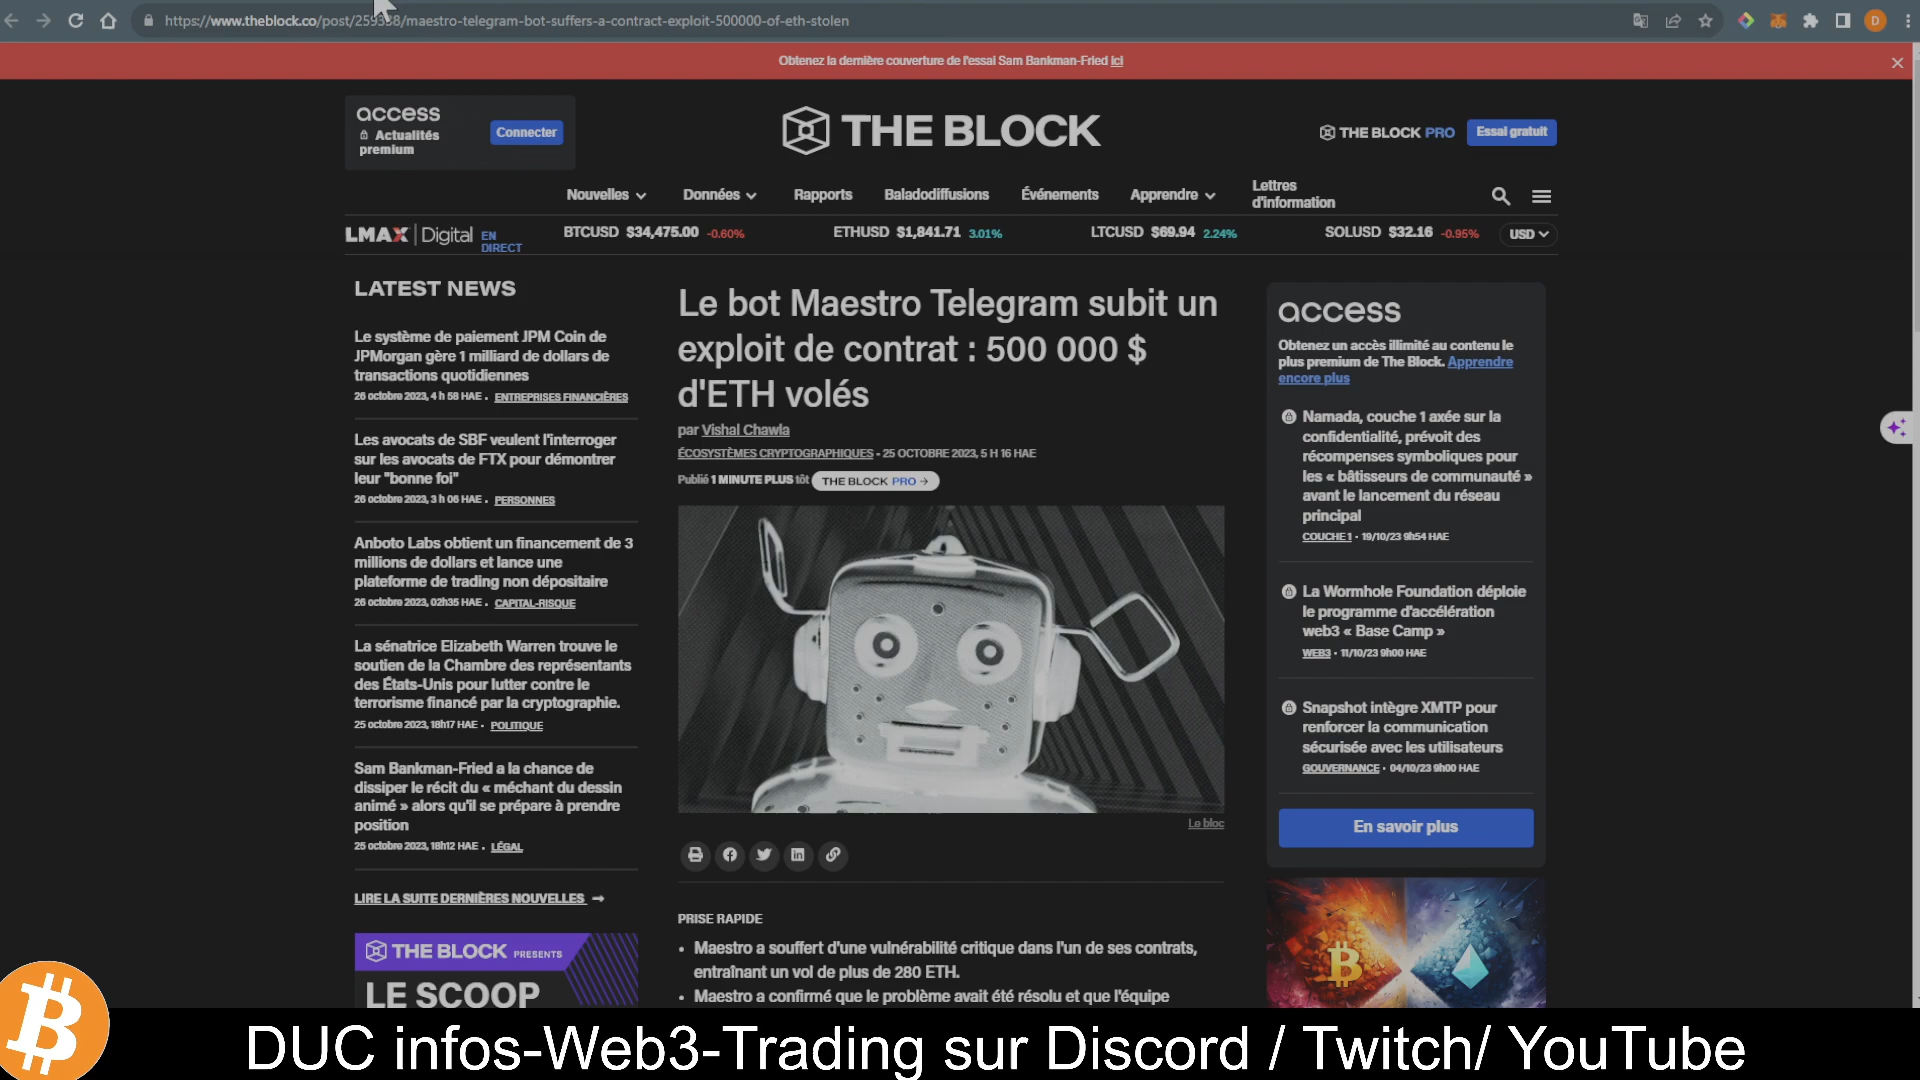 https://www.theblock.co/post/259338/maestro-telegram-bot-suffers-a-contract-exploit-500000-of-eth-stolen
D
Obtenez la dernière couverture de l'essai Sam Bankman-Fried ici
access
Actualités
premium
Connecter
THE BLOCK
THE BLOCK PRO
Essai gratuit
Nouvelles
Données
Rapports
Baladodiffusions
Événements
Apprendre
Lettres
d'information
LMAX Digital
EN
DIRECT
BTCUSD $34,475.00 -0.60%
ETHUSD $1,841.71 3.01%
LTCUSD $69.94 2.24%
SOLUSD $32.16 -0.95%
USD
LATEST NEWS
Le système de paiement JPM Coin de
JPMorgan gère 1 milliard de dollars de
transactions quotidiennes
26 octobre 2023, 4 h 58 HAE • ENTREPRISES FINANCIÈRES
Les avocats de SBF veulent l'interroger
sur les avocats de FTX pour démontrer
leur "bonne foi"
26 octobre 2023, 3 h 06 HAE • PERSONNES
Anboto Labs obtient un financement de 3
millions de dollars et lance une
plateforme de trading non dépositaire
26 octobre 2023, 02h35 HAE • CAPITAL-RISQUE
La sénatrice Elizabeth Warren trouve le
soutien de la Chambre des représentants
des États-Unis pour lutter contre le
terrorisme financé par la cryptographie.
25 octobre 2023, 18h17 HAE • POLITIQUE
Sam Bankman-Fried a la chance de
dissiper le récit du « méchant du dessin
animé » alors qu'il se prépare à prendre
position
25 octobre 2023, 18h12 HAE • LÉGAL
LIRE LA SUITE DERNIÈRES NOUVELLES →
THE BLOCK PRESENTS
LE SCOOP
Le bot Maestro Telegram subit un
exploit de contrat : 500 000 $
d'ETH volés
par Vishal Chawla
ÉCOSYSTÈMES CRYPTOGRAPHIQUES • 25 OCTOBRE 2023, 5 H 16 HAE
Publié 1 MINUTE PLUS tôt THE BLOCK PRO →
Le bloc
PRISE RAPIDE
• Maestro a souffert d'une vulnérabilité critique dans l'un de ses contrats,
entraînant un vol de plus de 280 ETH.
• Maestro a confirmé que le problème avait été résolu et que l'équipe
access
Obtenez un accès illimité au contenu le
plus premium de The Block. Apprendre
encore plus
Namada, couche 1 axée sur la
confidentialité, prévoit des
récompenses symboliques pour
les « bâtisseurs de communauté »
avant le lancement du réseau
principal
COUCHE 1 • 19/10/23 9h54 HAE
La Wormhole Foundation déploie
le programme d'accélération
web3 « Base Camp »
WEB3 • 11/10/23 9h00 HAE
Snapshot intègre XMTP pour
renforcer la communication
sécurisée avec les utilisateurs
GOUVERNANCE • 04/10/23 9h00 HAE
En savoir plus
DUC infos-Web3-Trading sur Discord / Twitch/ YouTube